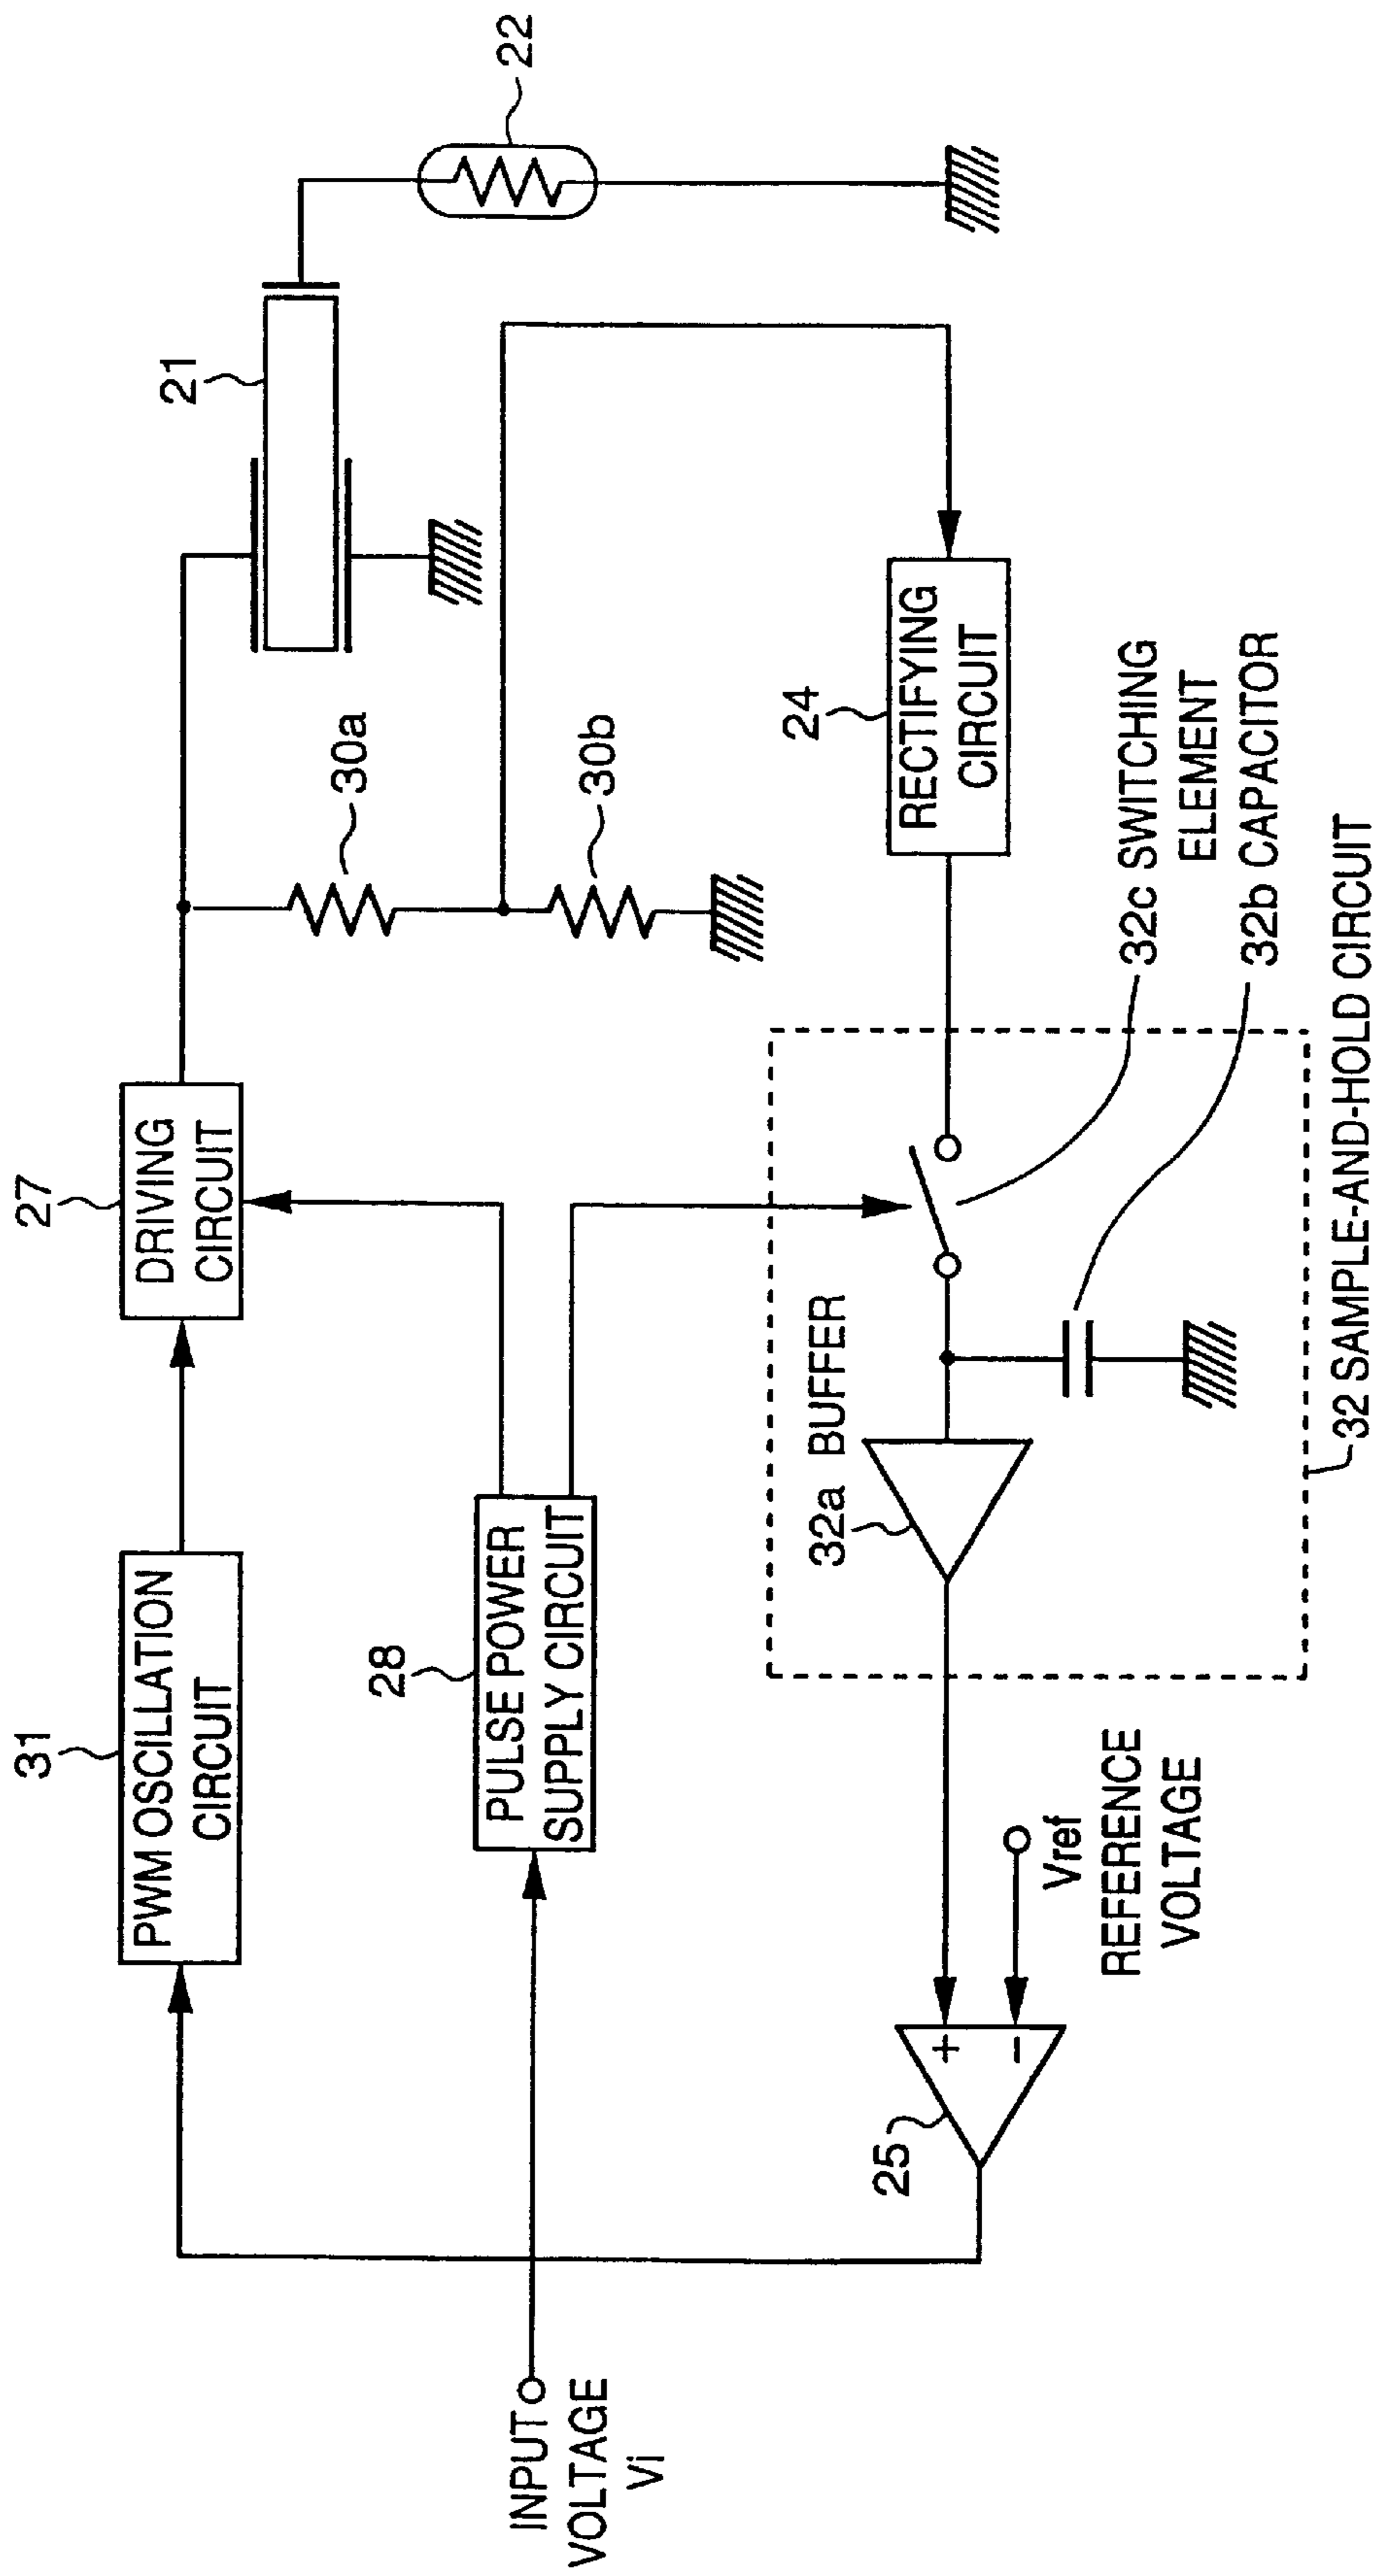 31
PWM OSCILLATION
CIRCUIT
27
DRIVING
CIRCUIT
21
22
30a
30b
28
PULSE POWER
SUPPLY CIRCUIT
INPUT
VOLTAGE
Vi
24
RECTIFYING
CIRCUIT
32a BUFFER
32c SWITCHING
ELEMENT
32b CAPACITOR
32 SAMPLE-AND-HOLD CIRCUIT
25
+
−
Vref
REFERENCE
VOLTAGE